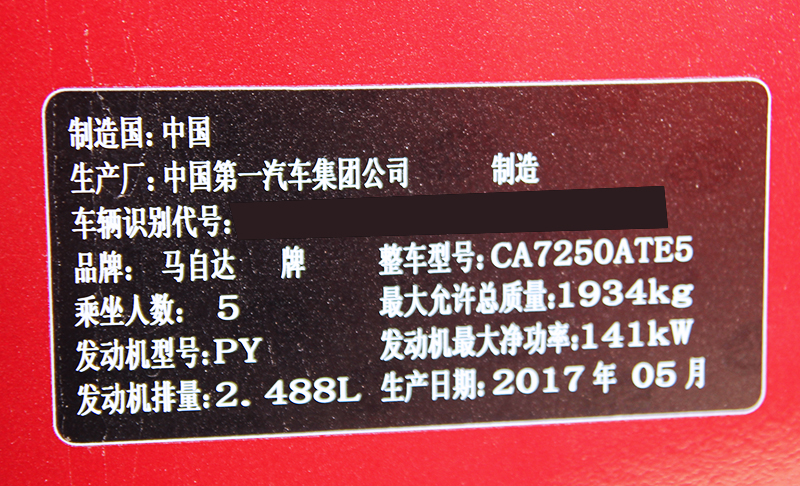 制造国:中国
生产厂:中国第一汽车集团公司 制造
车辆识别代号:
品牌: 马自达 牌 整车型号:CA7250ATE5
乘坐人数: 5 最大允许总质量:1934kg
发动机型号:PY 发动机最大净功率:141kW
发动机排量:2.488L 生产日期:2017年 05月